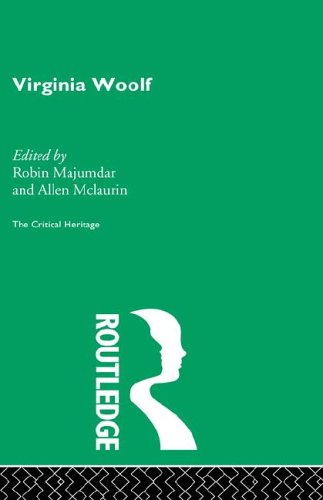 Virginia Woolf
Edited by
Robin Majumdar
and Allen Mclaurin
The Critical Heritage
ROUTLEDGE